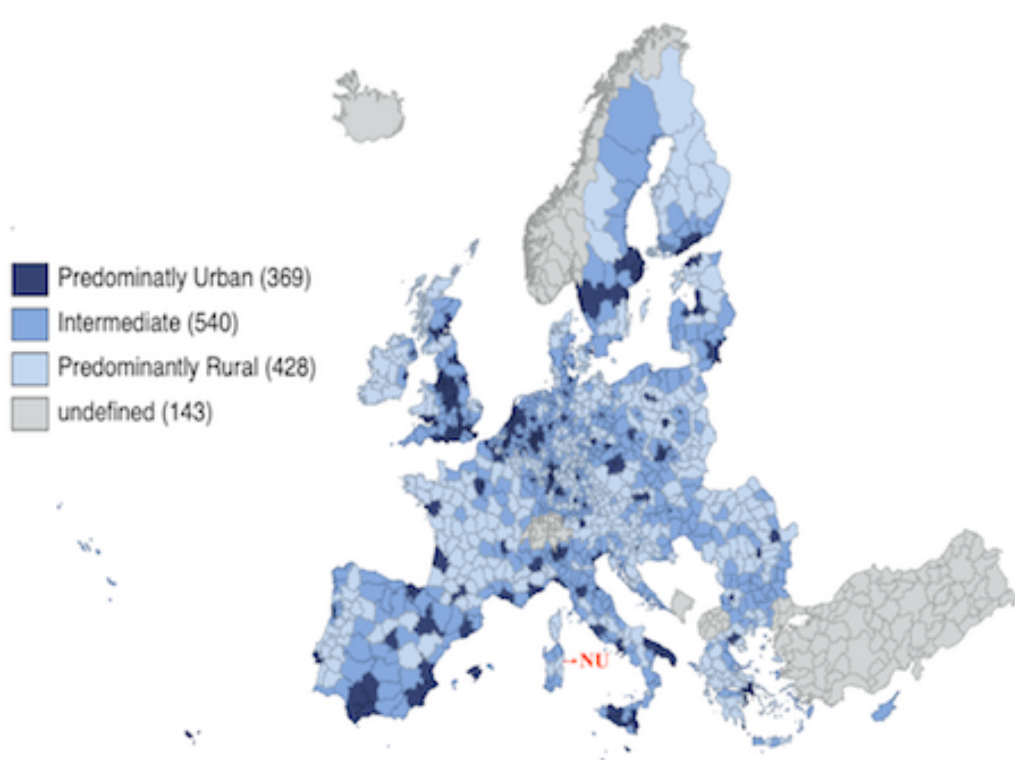 Predominatly Urban (369)
Intermediate (540)
Predominantly Rural (428)
undefined (143)
→NU